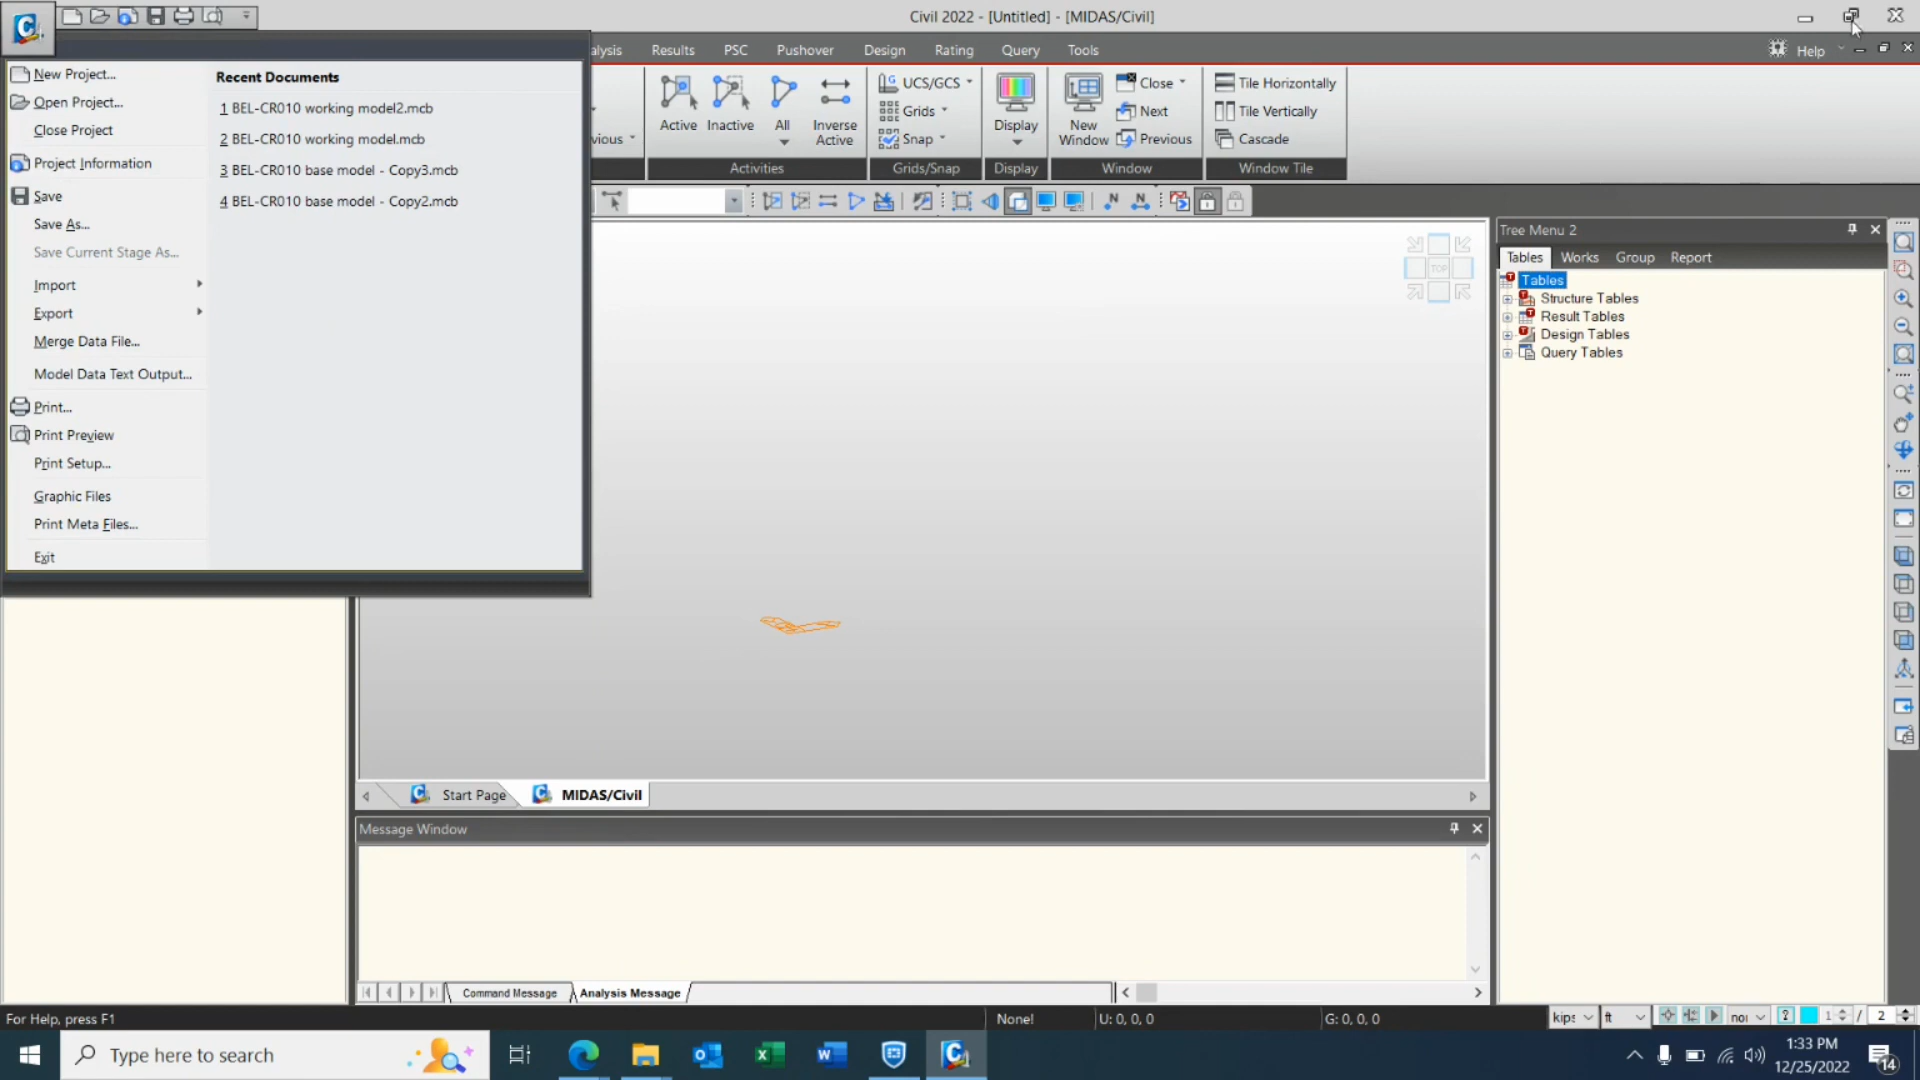 Civil 2022 - [Untitled] - [MIDAS/Civil]
alysis
Results
PSC
Pushover
Design
Rating
Query
Tools
Help
New Project...
Open Project...
Close Project
Project Information
Save
Save As...
Save Current Stage As...
Import
Export
Merge Data File...
Model Data Text Output...
Print...
Print Preview
Print Setup...
Graphic Files
Print Meta Files...
Exit
Recent Documents
1 BEL-CR010 working model2.mcb
2 BEL-CR010 working model.mcb
3 BEL-CR010 base model - Copy3.mcb
4 BEL-CR010 base model - Copy2.mcb
vious
Active
Inactive
All
Inverse
Active
Activities
UCS/GCS
Grids
Snap
Grids/Snap
Display
Display
New
Window
Close
Next
Previous
Window
Tile Horizontally
Tile Vertically
Cascade
Window Tile
TOP
Tree Menu 2
Tables
Works
Group
Report
Tables
Structure Tables
Result Tables
Design Tables
Query Tables
Start Page
MIDAS/Civil
Message Window
Command Message
Analysis Message
For Help, press F1
None!
U: 0, 0, 0
G: 0, 0, 0
kips
ft
noi
1
/
2
Type here to search
1:33 PM
12/25/2022
14